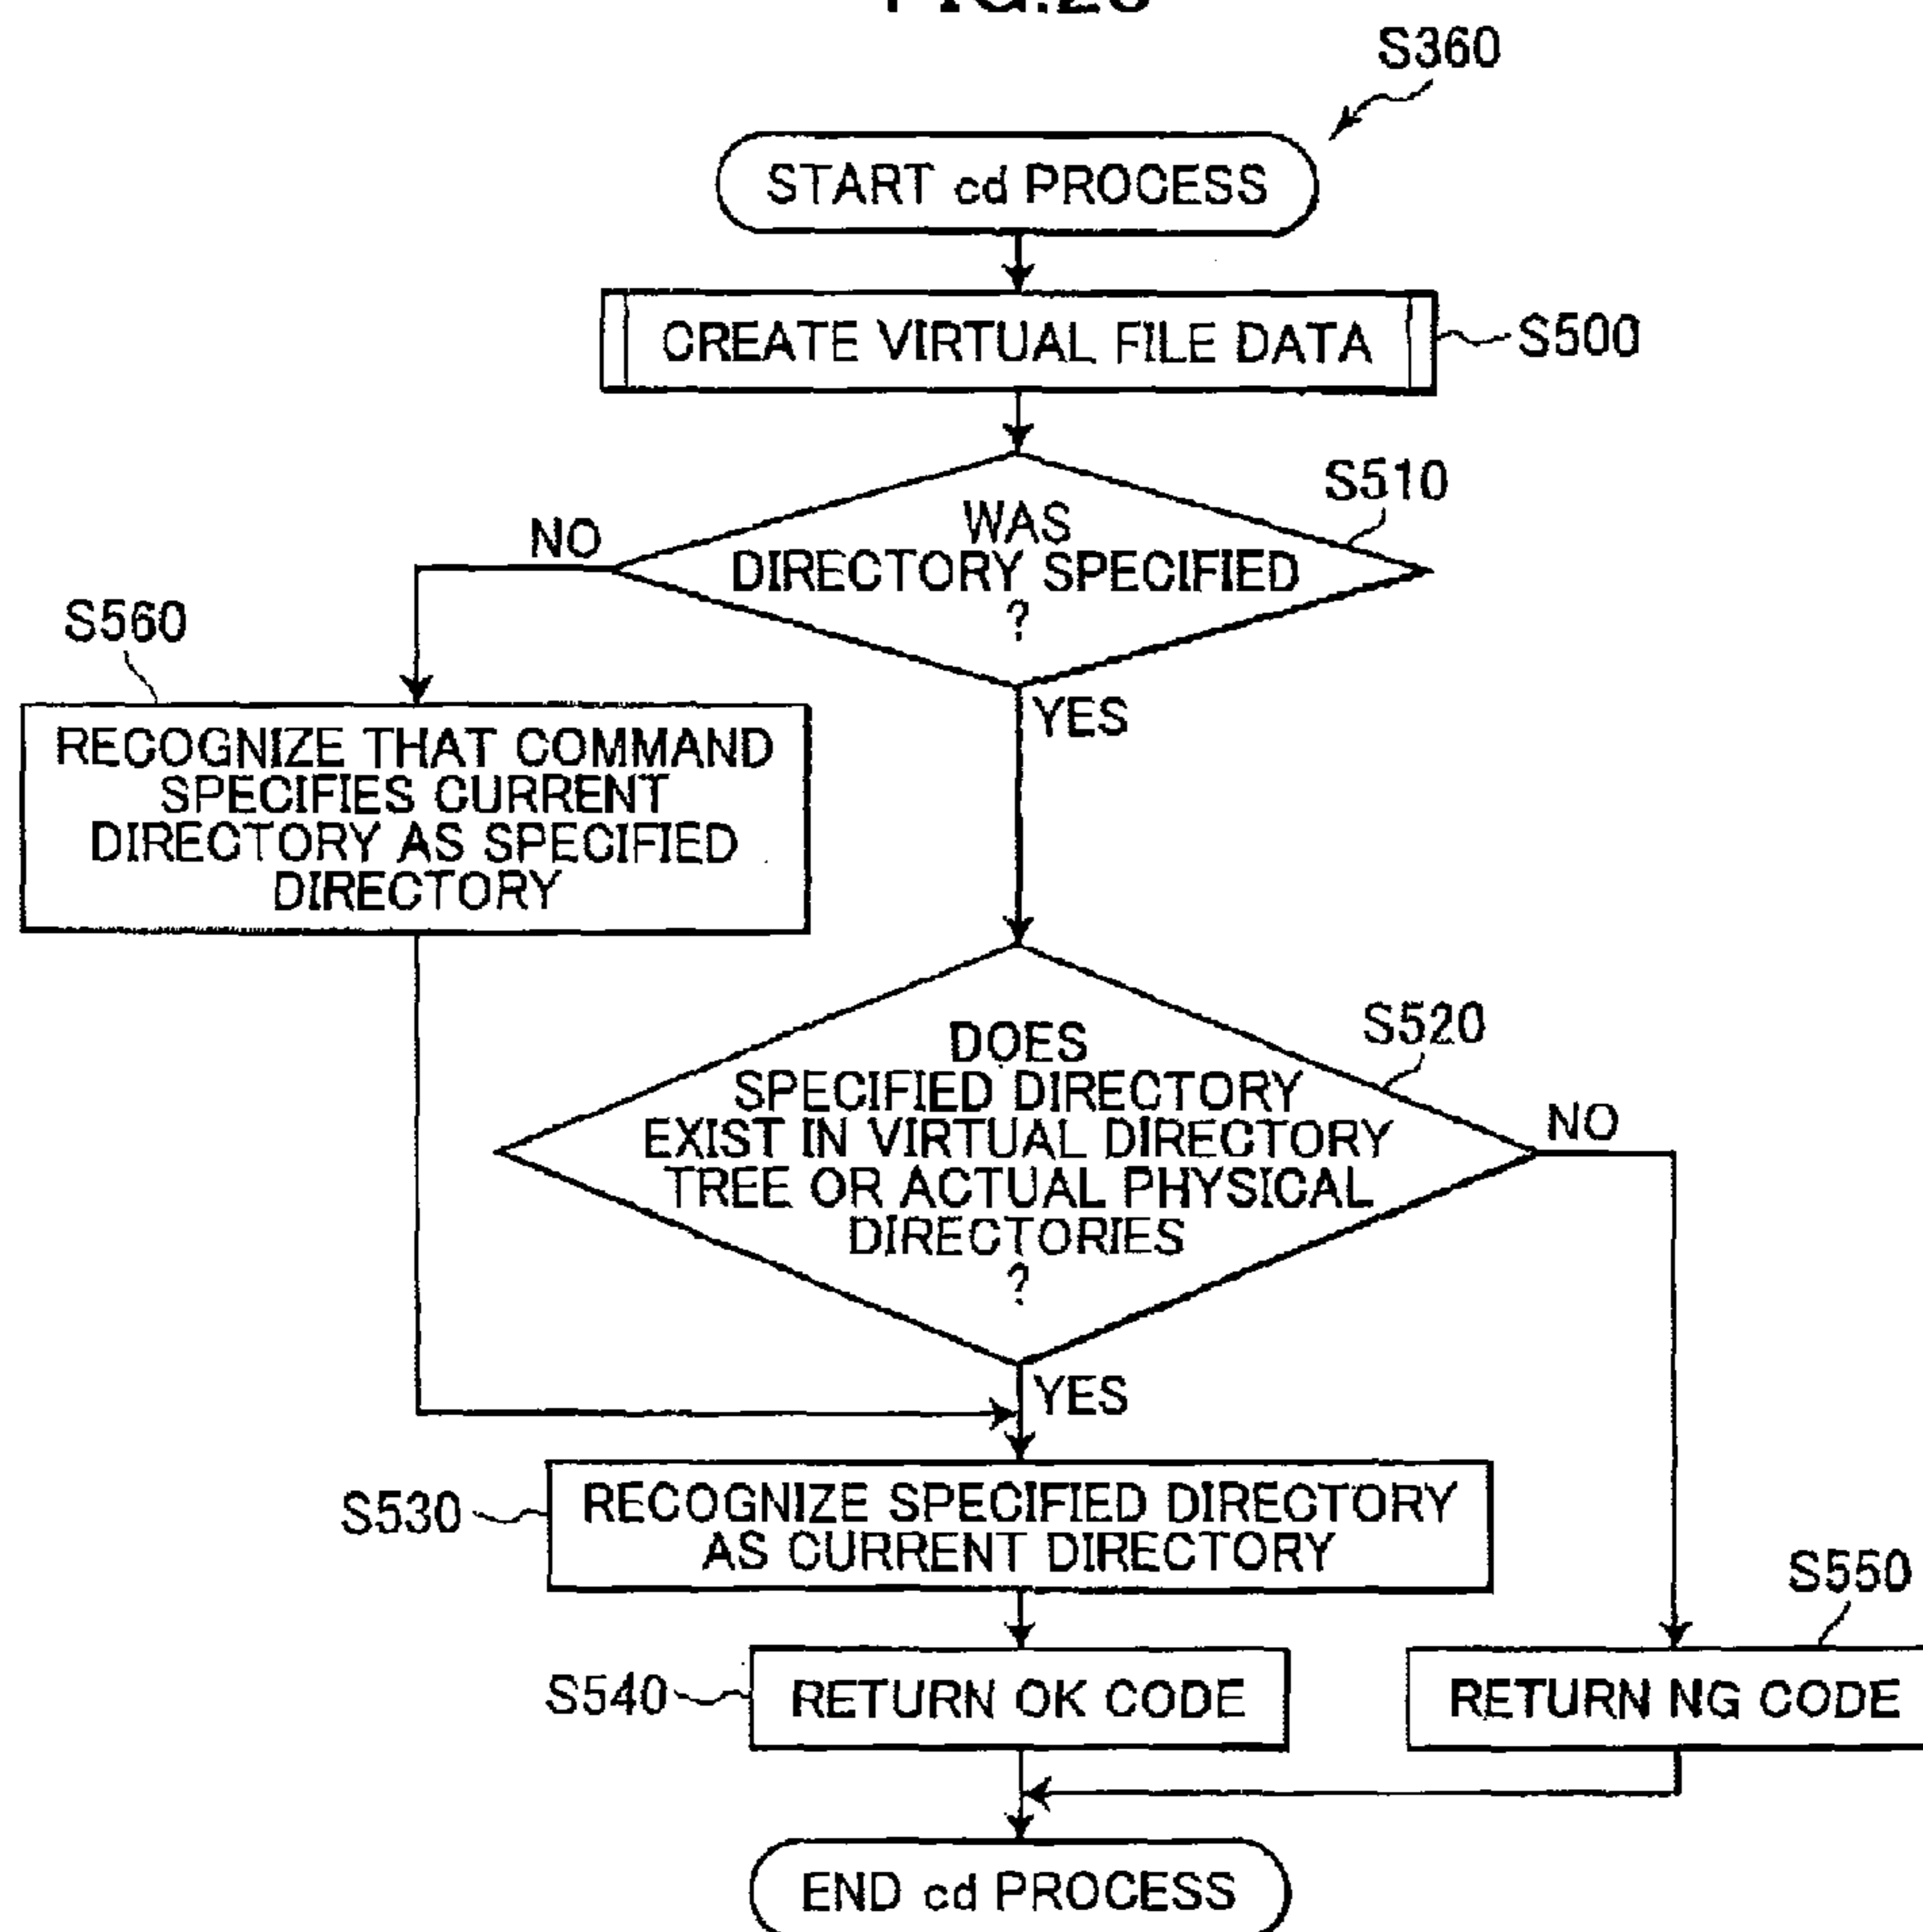 S360
START cd PROCESS
CREATE VIRTUAL FILE DATA
S500
S510
WAS
DIRECTORY SPECIFIED
?
NO
YES
S560
RECOGNIZE THAT COMMAND
SPECIFIES CURRENT
DIRECTORY AS SPECIFIED
DIRECTORY
S520
DOES
SPECIFIED DIRECTORY
EXIST IN VIRTUAL DIRECTORY
TREE OR ACTUAL PHYSICAL
DIRECTORIES
?
NO
YES
S530
RECOGNIZE SPECIFIED DIRECTORY
AS CURRENT DIRECTORY
S550
S540
RETURN OK CODE
RETURN NG CODE
END cd PROCESS